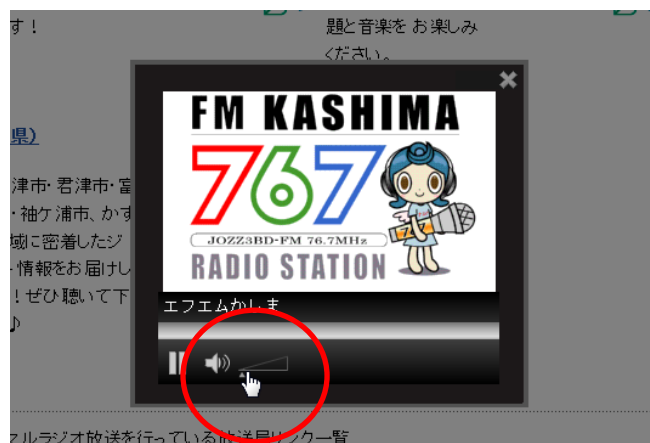 す！
題と音楽を お楽しみ
ください。
県）
津市・君津市・富
・袖ケ浦市、かず
域に密着したジ
・情報をお届けし
！ぜひ聴いて下
♪
FM KASHIMA
767
JOZZ3BD-FM 76.7MHz
RADIO STATION
767
エフエムかしま
マルラジオ放送を行っている放送局リンク一覧